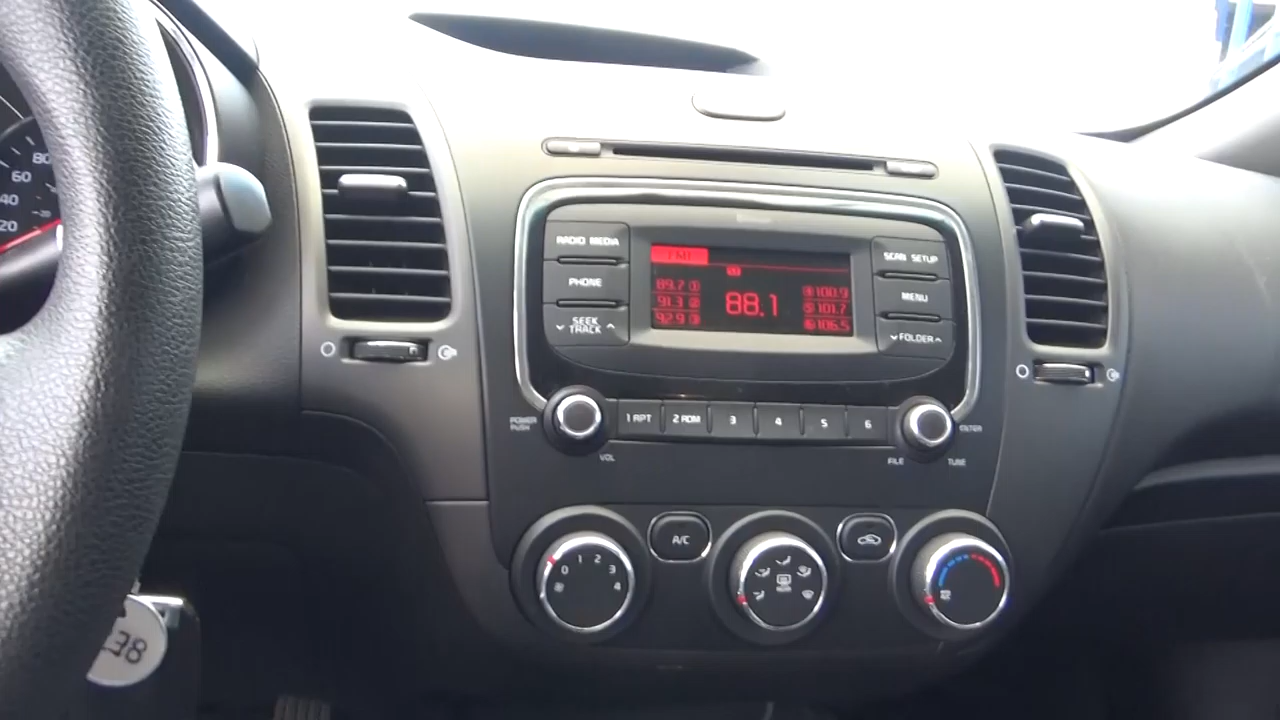 80
60
40
20
RADIO MEDIA
PHONE
SEEK
TRACK
FM1
89.7 1
91.3 2
92.9 3
88.1
4 100.9
5 101.7
6 106.5
SCAN SETUP
MENU
FOLDER
POWER
PUSH
VOL
1 RPT
2 RDM
3
4
5
6
ENTER
FILE
TUNE
0 1 2 3 4
A/C
38